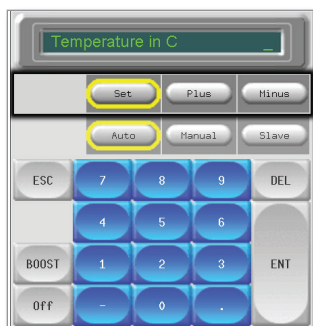 Temperature in C _
Set Plus Minus
Auto Manual Slave
ESC 7 8 9 DEL
4 5 6
BOOST 1 2 3 ENT
Off - 0 .